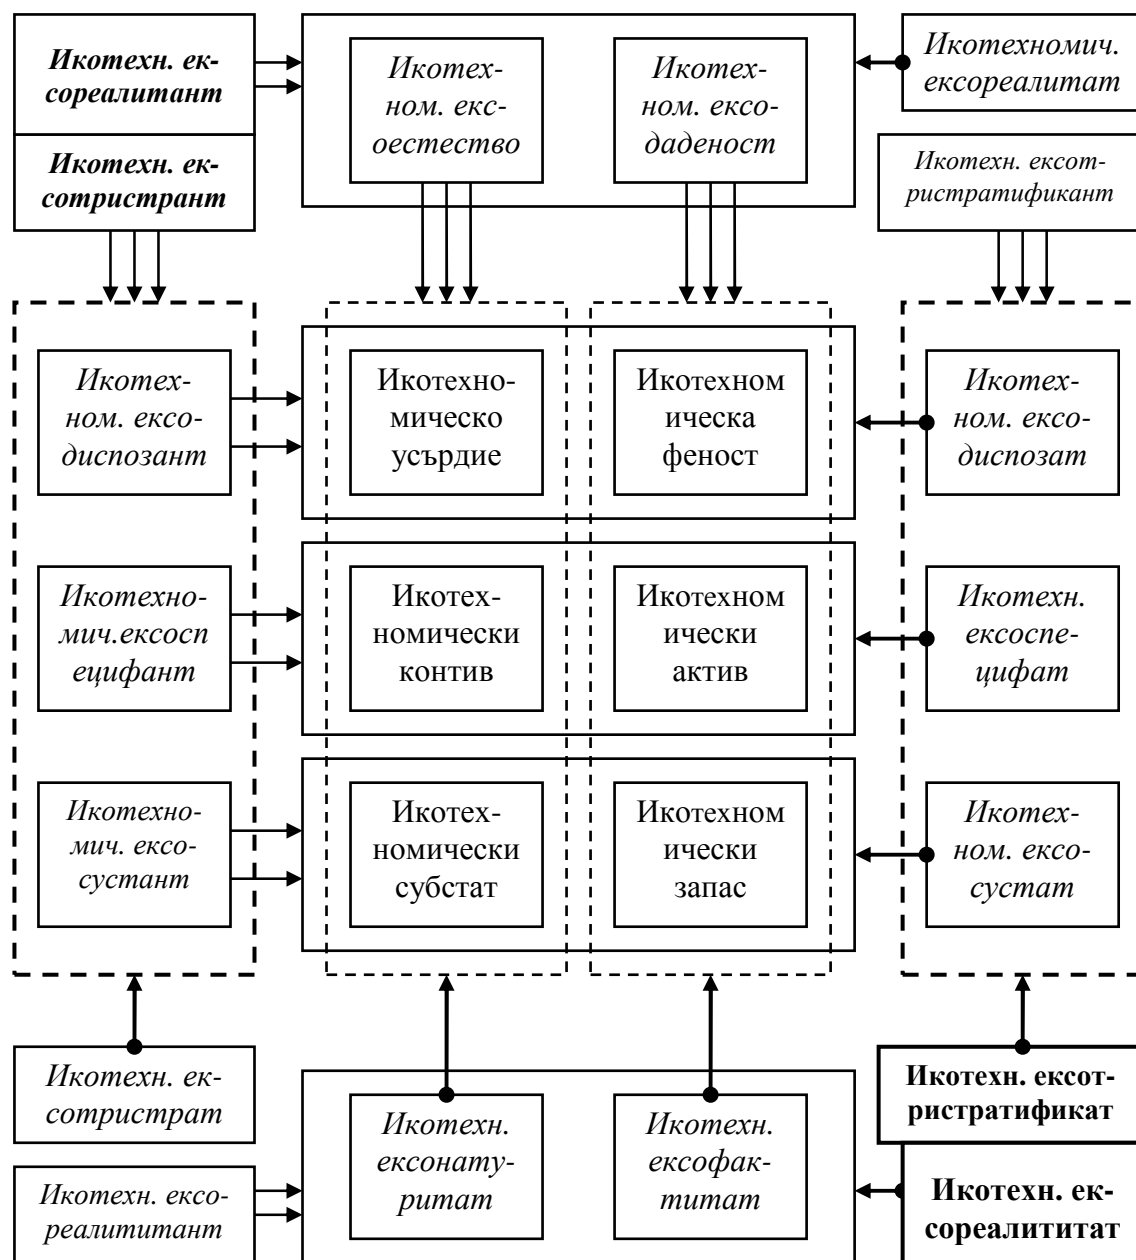 Икотехн. ек-
сореалитант
Икотехн. ек-
сотристрант
Икотех-
ном. екс-
оестество
Икотех-
ном. ексо-
даденост
Икотехномич.
ексореалитат
Икотехн. ексот-
ристратификант
Икотех-
ном. ексо-
диспозант
Икотехно-
мическо
усърдие
Икотехном
ическа
феност
Икотех-
ном. ексо-
диспозат
Икотехно-
мич.ексосп
ецифант
Икотех-
номически
контив
Икотехном
ически
актив
Икотехн.
ексоспе-
цифат
Икотехно-
мич. ексо-
сустант
Икотех-
номически
субстат
Икотехном
ически
запас
Икотех-
ном. ексо-
сустат
Икотехн. ек-
сотристрат
Икотехн. ексо-
реалититант
Икотехн.
ексонату-
ритат
Икотехн.
ексофак-
титат
Икотехн. ексот-
ристратификат
Икотехн. ек-
сореалититат